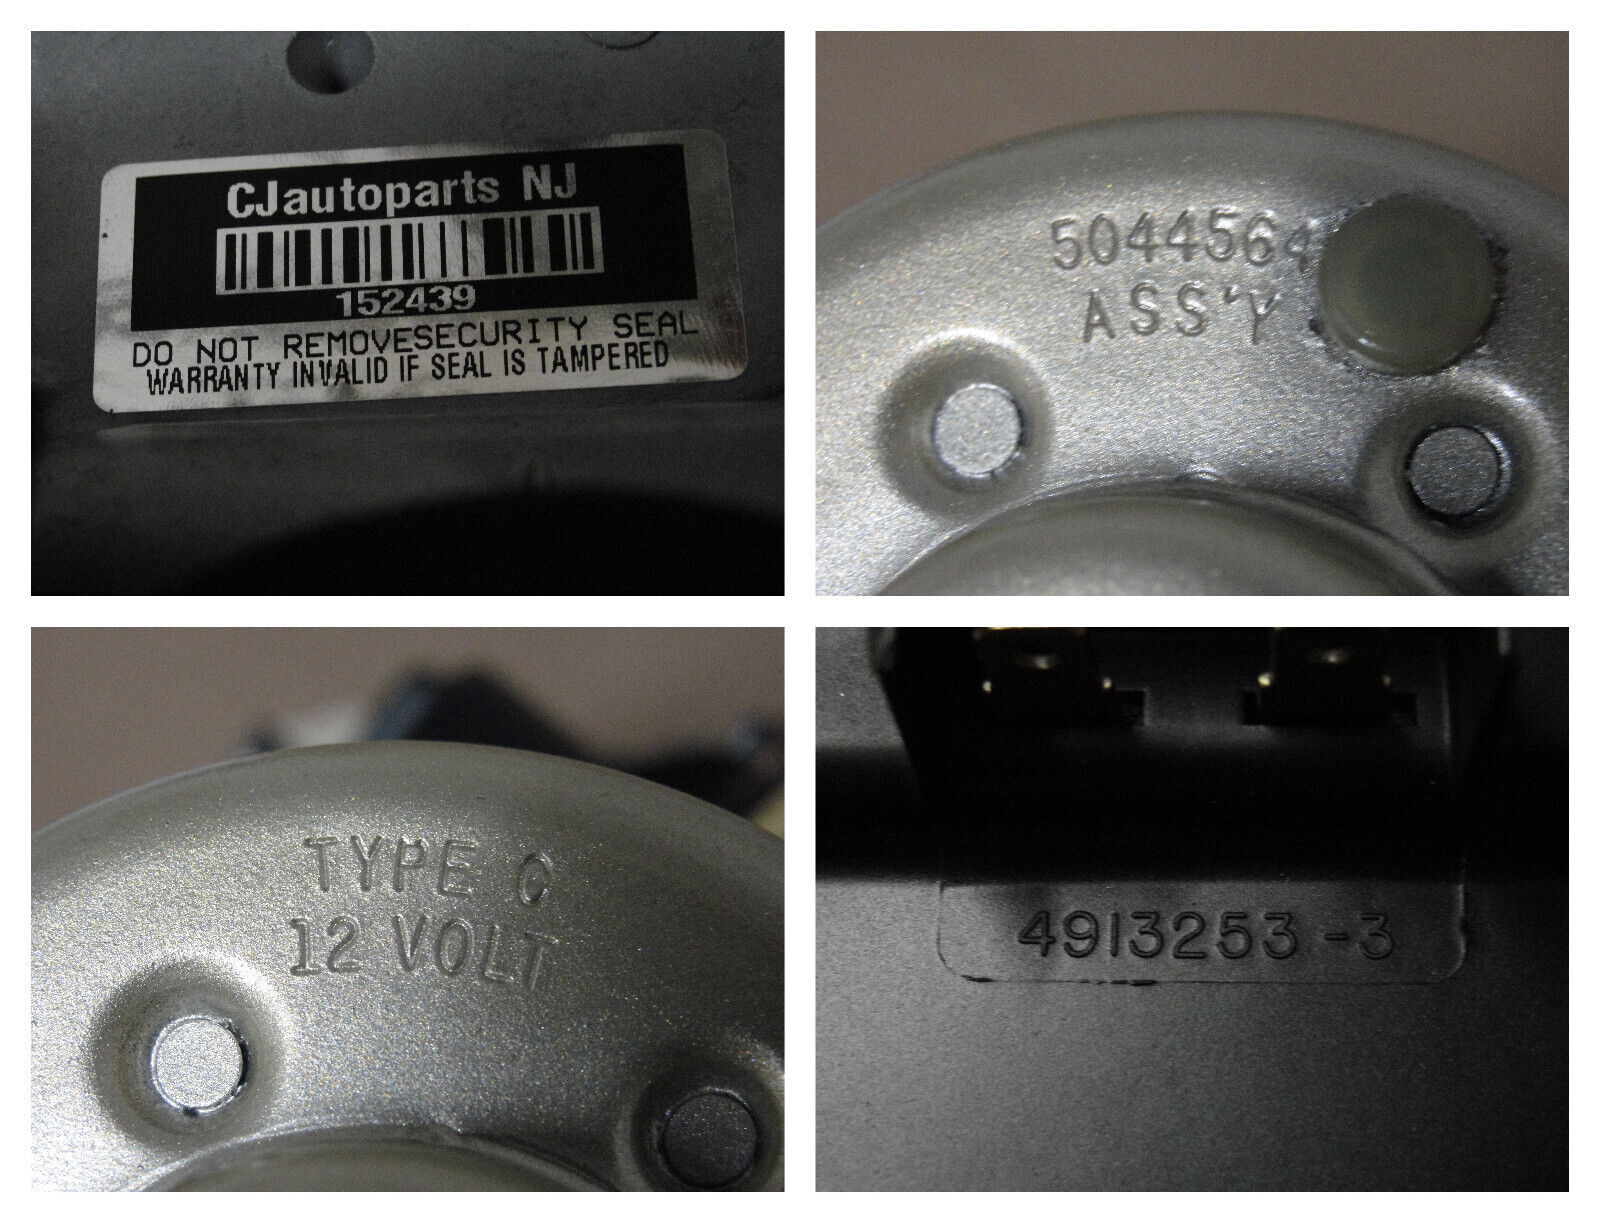 CJautoparts NJ
152439
DO NOT REMOVESECURITY SEAL
WARRANTY INVALID IF SEAL IS TAMPERED
5044564
ASS'Y
TYPE C
12 VOLT
4913253-3